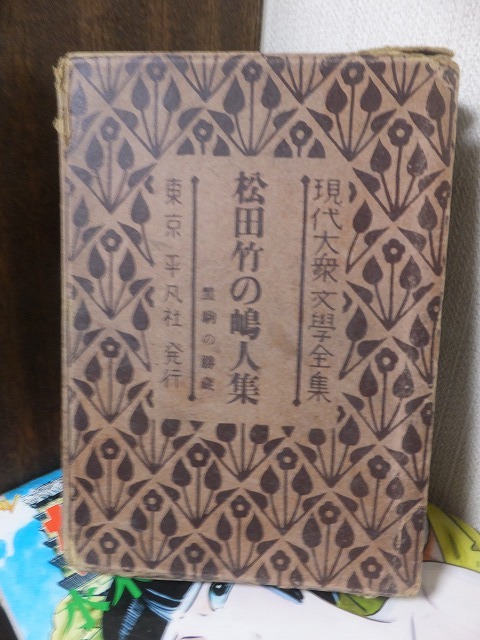 現代大衆文學全集
松田竹の嶋人集
東京 平凡社 発行